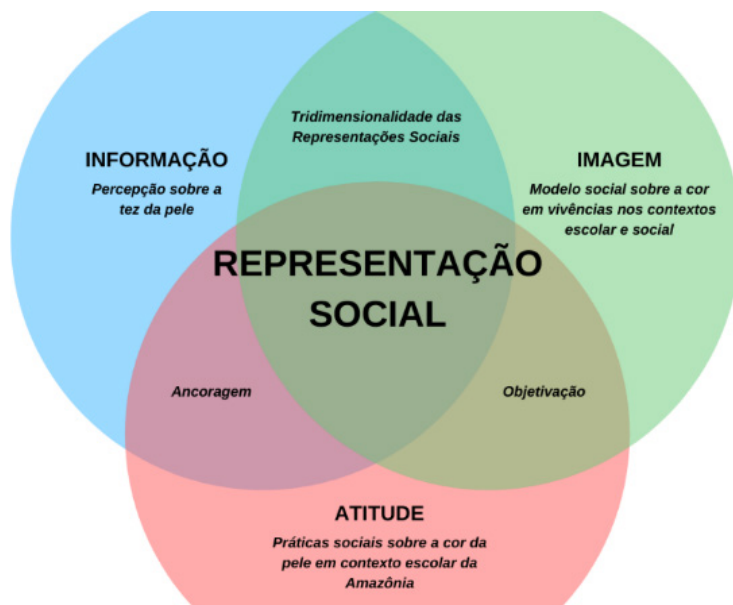 Tridimensionalidade das
Representações Sociais
INFORMAÇÃO
Percepção sobre a
tez da pele
IMAGEM
Modelo social sobre a cor
em vivências nos contextos
escolar e social
REPRESENTAÇÃO
SOCIAL
Ancoragem
Objetivação
ATITUDE
Práticas sociais sobre a cor da
pele em contexto escolar da
Amazônia